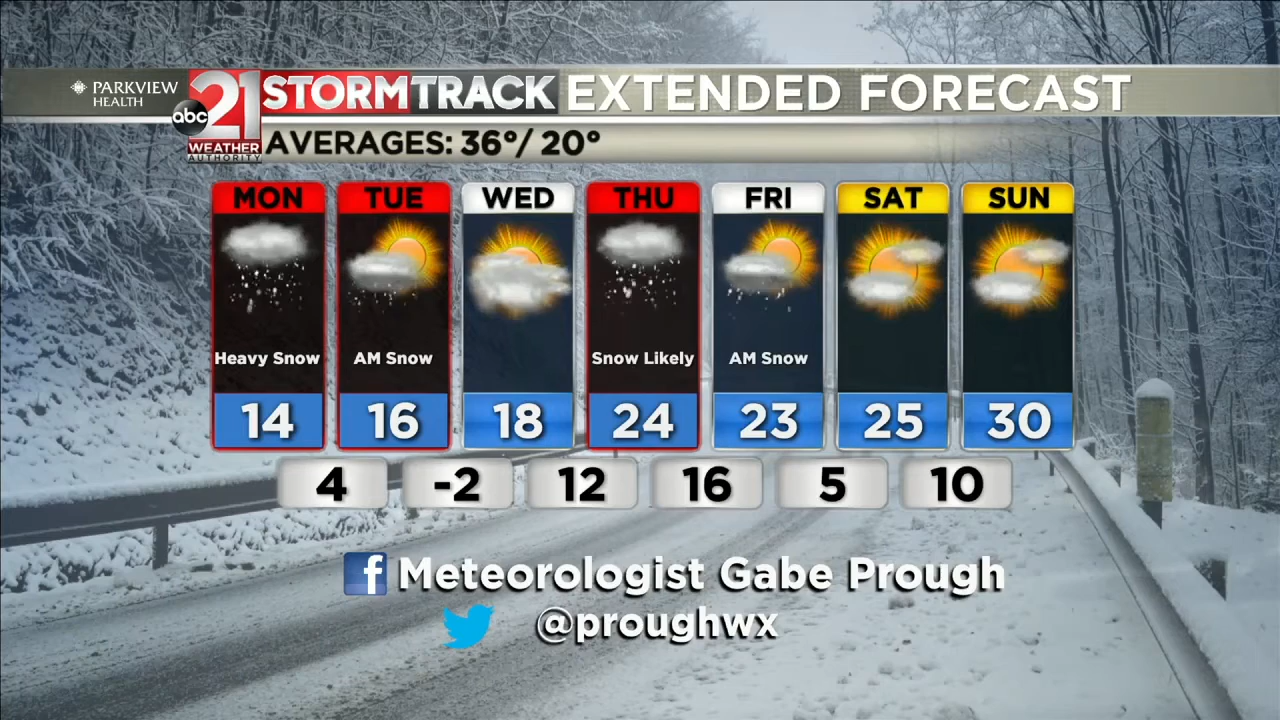 PARKVIEW
HEALTH
abc
21
WEATHER
AUTHORITY
STORMTRACK EXTENDED FORECAST
AVERAGES: 36°/ 20°
MON TUE WED THU FRI SAT SUN
Heavy Snow AM Snow Snow Likely AM Snow
14 16 18 24 23 25 30
4 -2 12 16 5 10
f Meteorologist Gabe Prough
@proughwx